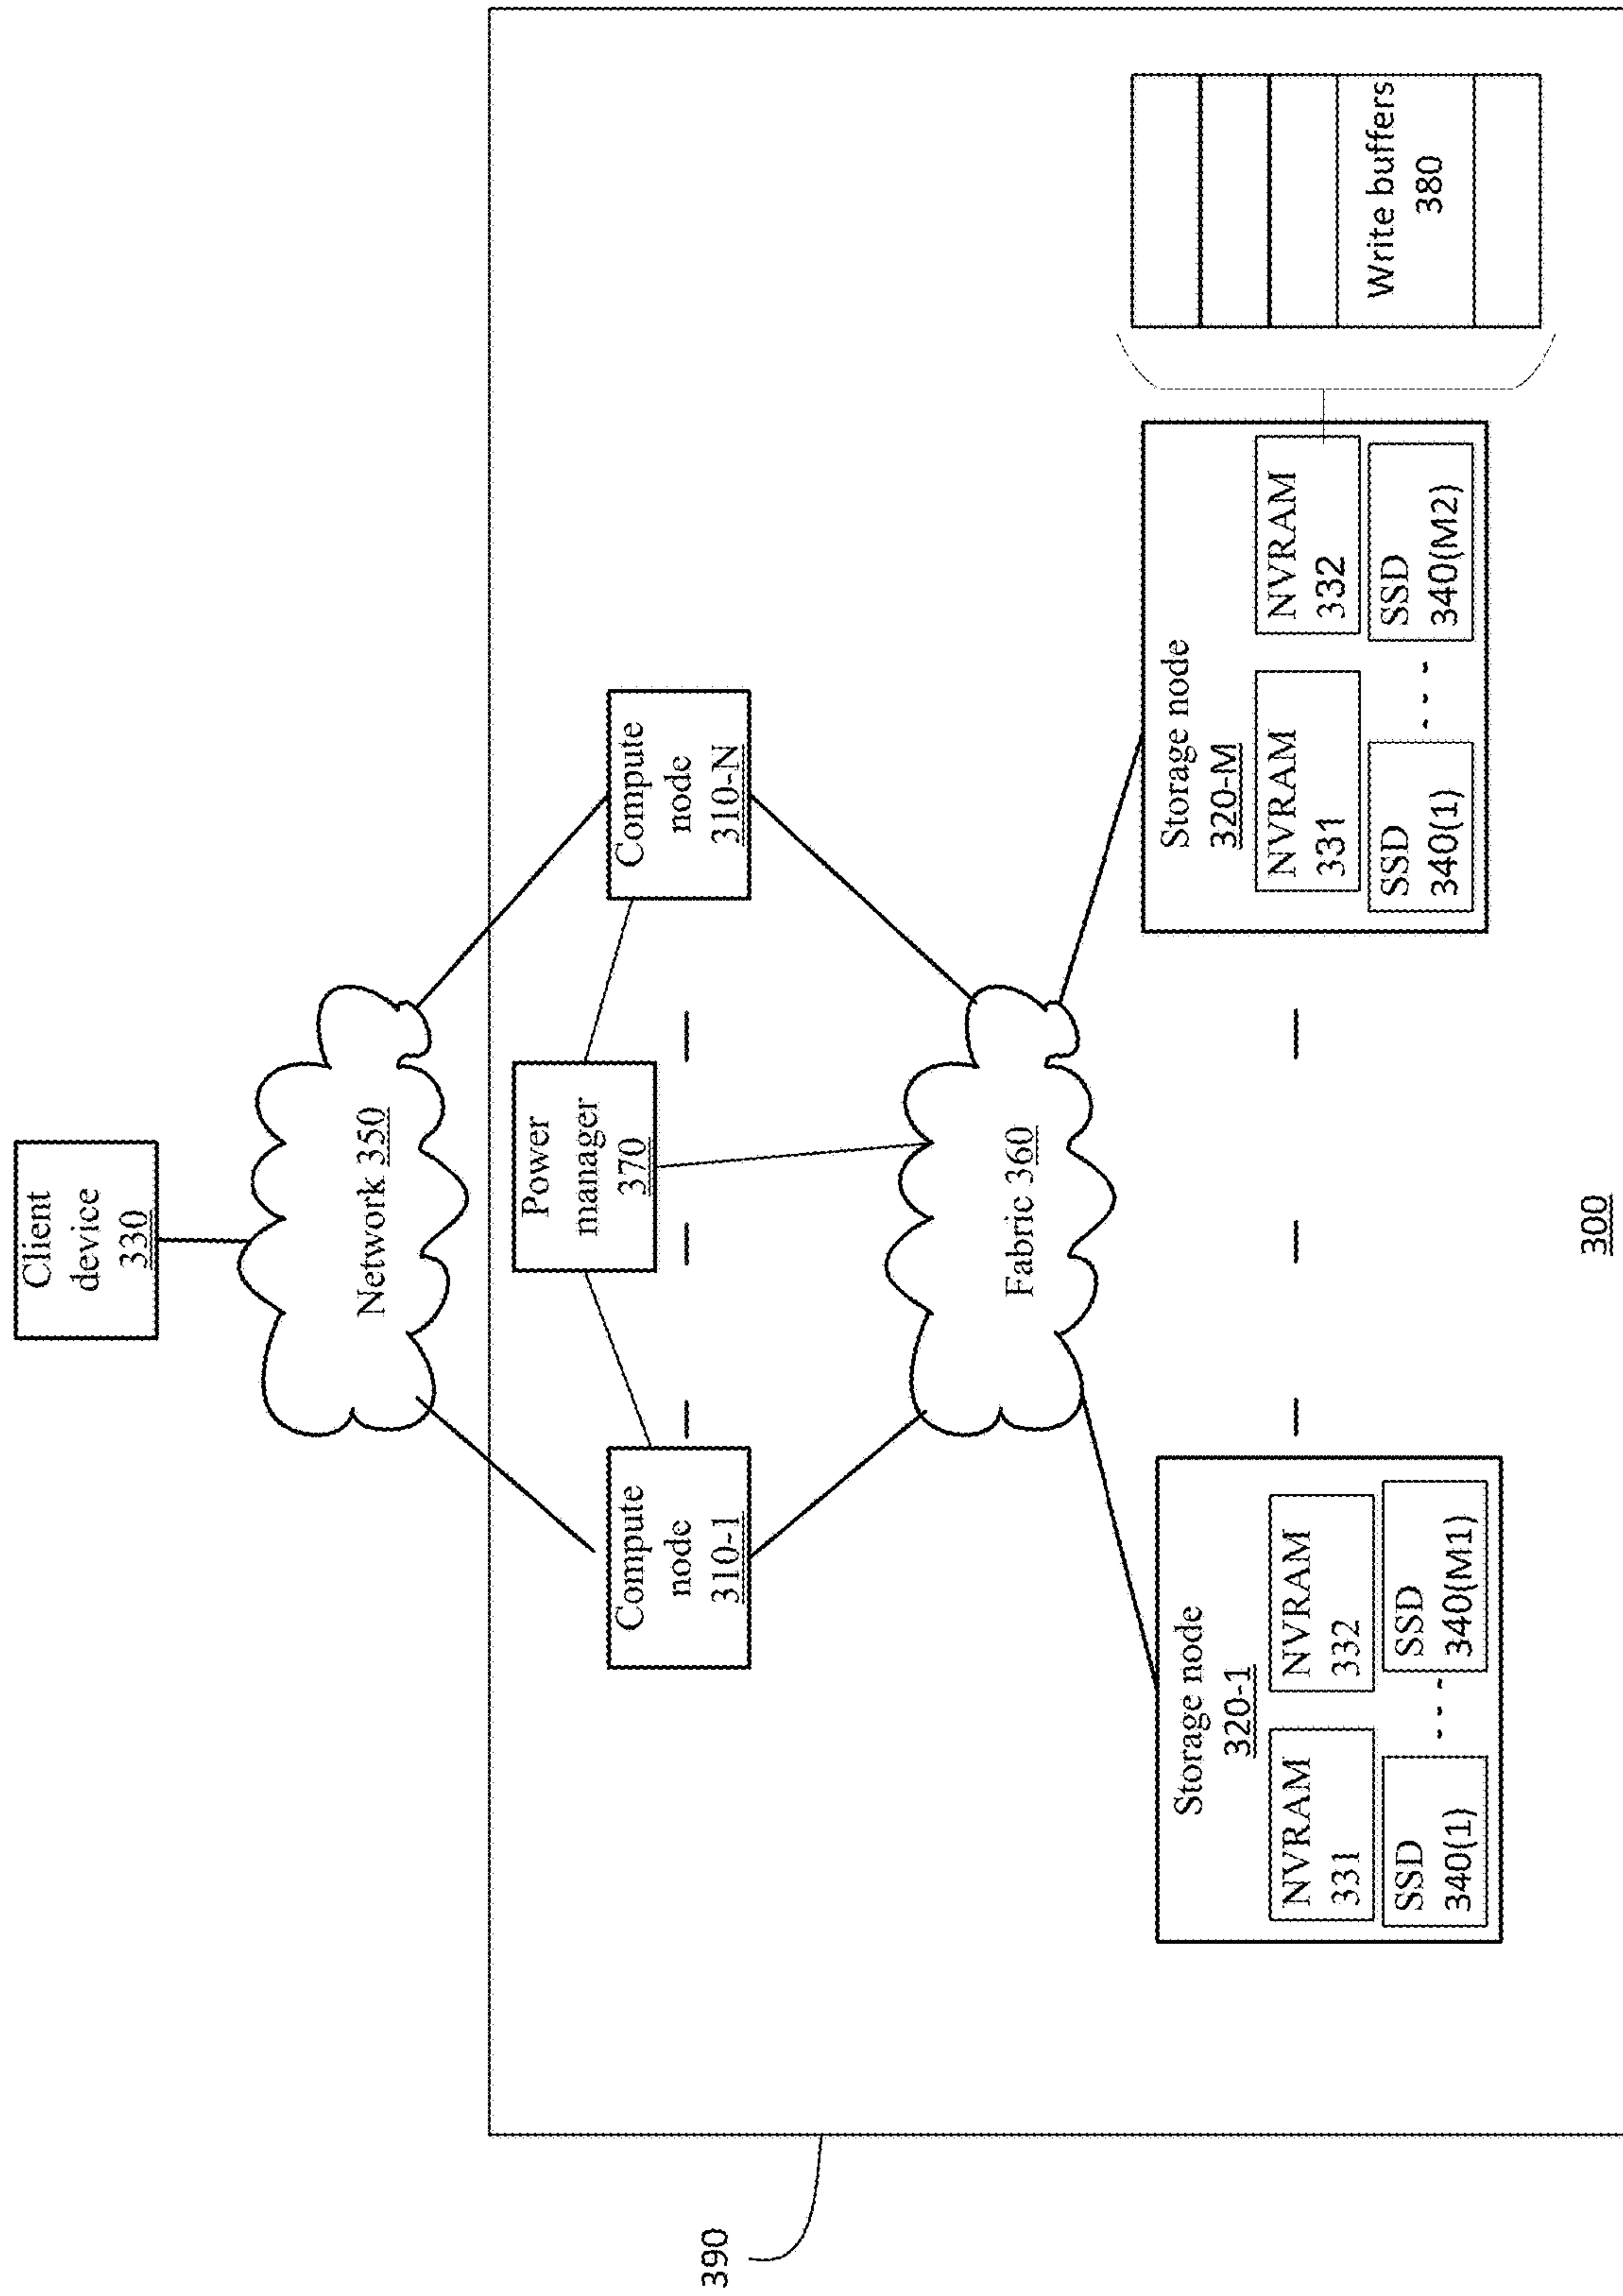 Client
device
330
Network 350
Power
manager
370
Compute
node
310-1
Compute
node
310-N
Fabric 360
Storage node
320-1
NVRAM
331
NVRAM
332
SSD
340(1)
SSD
340(M1)
Storage node
320-M
NVRAM
331
NVRAM
332
SSD
340(1)
SSD
340(M2)
Write buffers
380
390
300